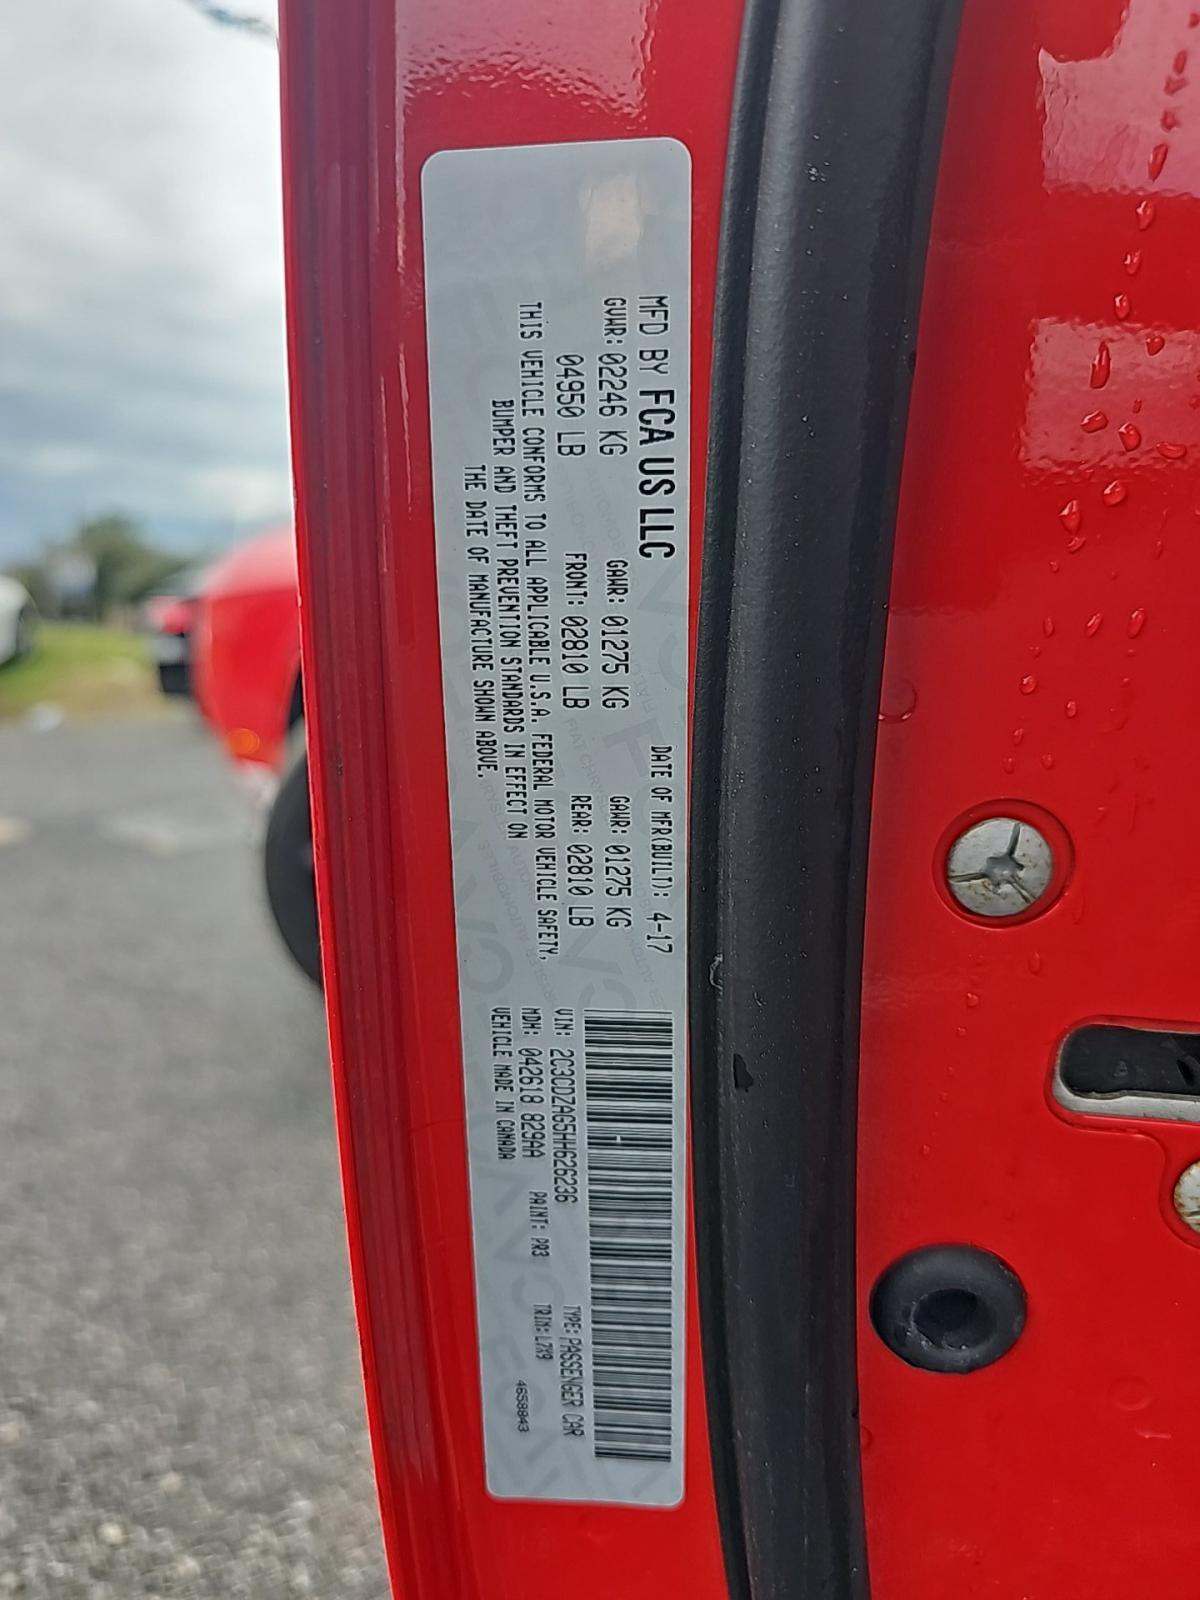 MFD BY FCA US LLC
DATE OF MFR(BUILT): 4-17
GVWR: 02246 KG GAWR: 01275 KG GAWR: 01275 KG
04950 LB FRONT: 02810 LB REAR: 02810 LB
THIS VEHICLE CONFORMS TO ALL APPLICABLE U.S.A. FEDERAL MOTOR VEHICLE SAFETY,
BUMPER AND THEFT PREVENTION STANDARDS IN EFFECT ON
THE DATE OF MANUFACTURE SHOWN ABOVE.
VIN: 2C3CDZAG5HH626236 TYPE: PASSENGER CAR
MDH: 042618 829AA PAINT: PR3 TRIM: L7X9
VEHICLE MADE IN CANADA
4658843